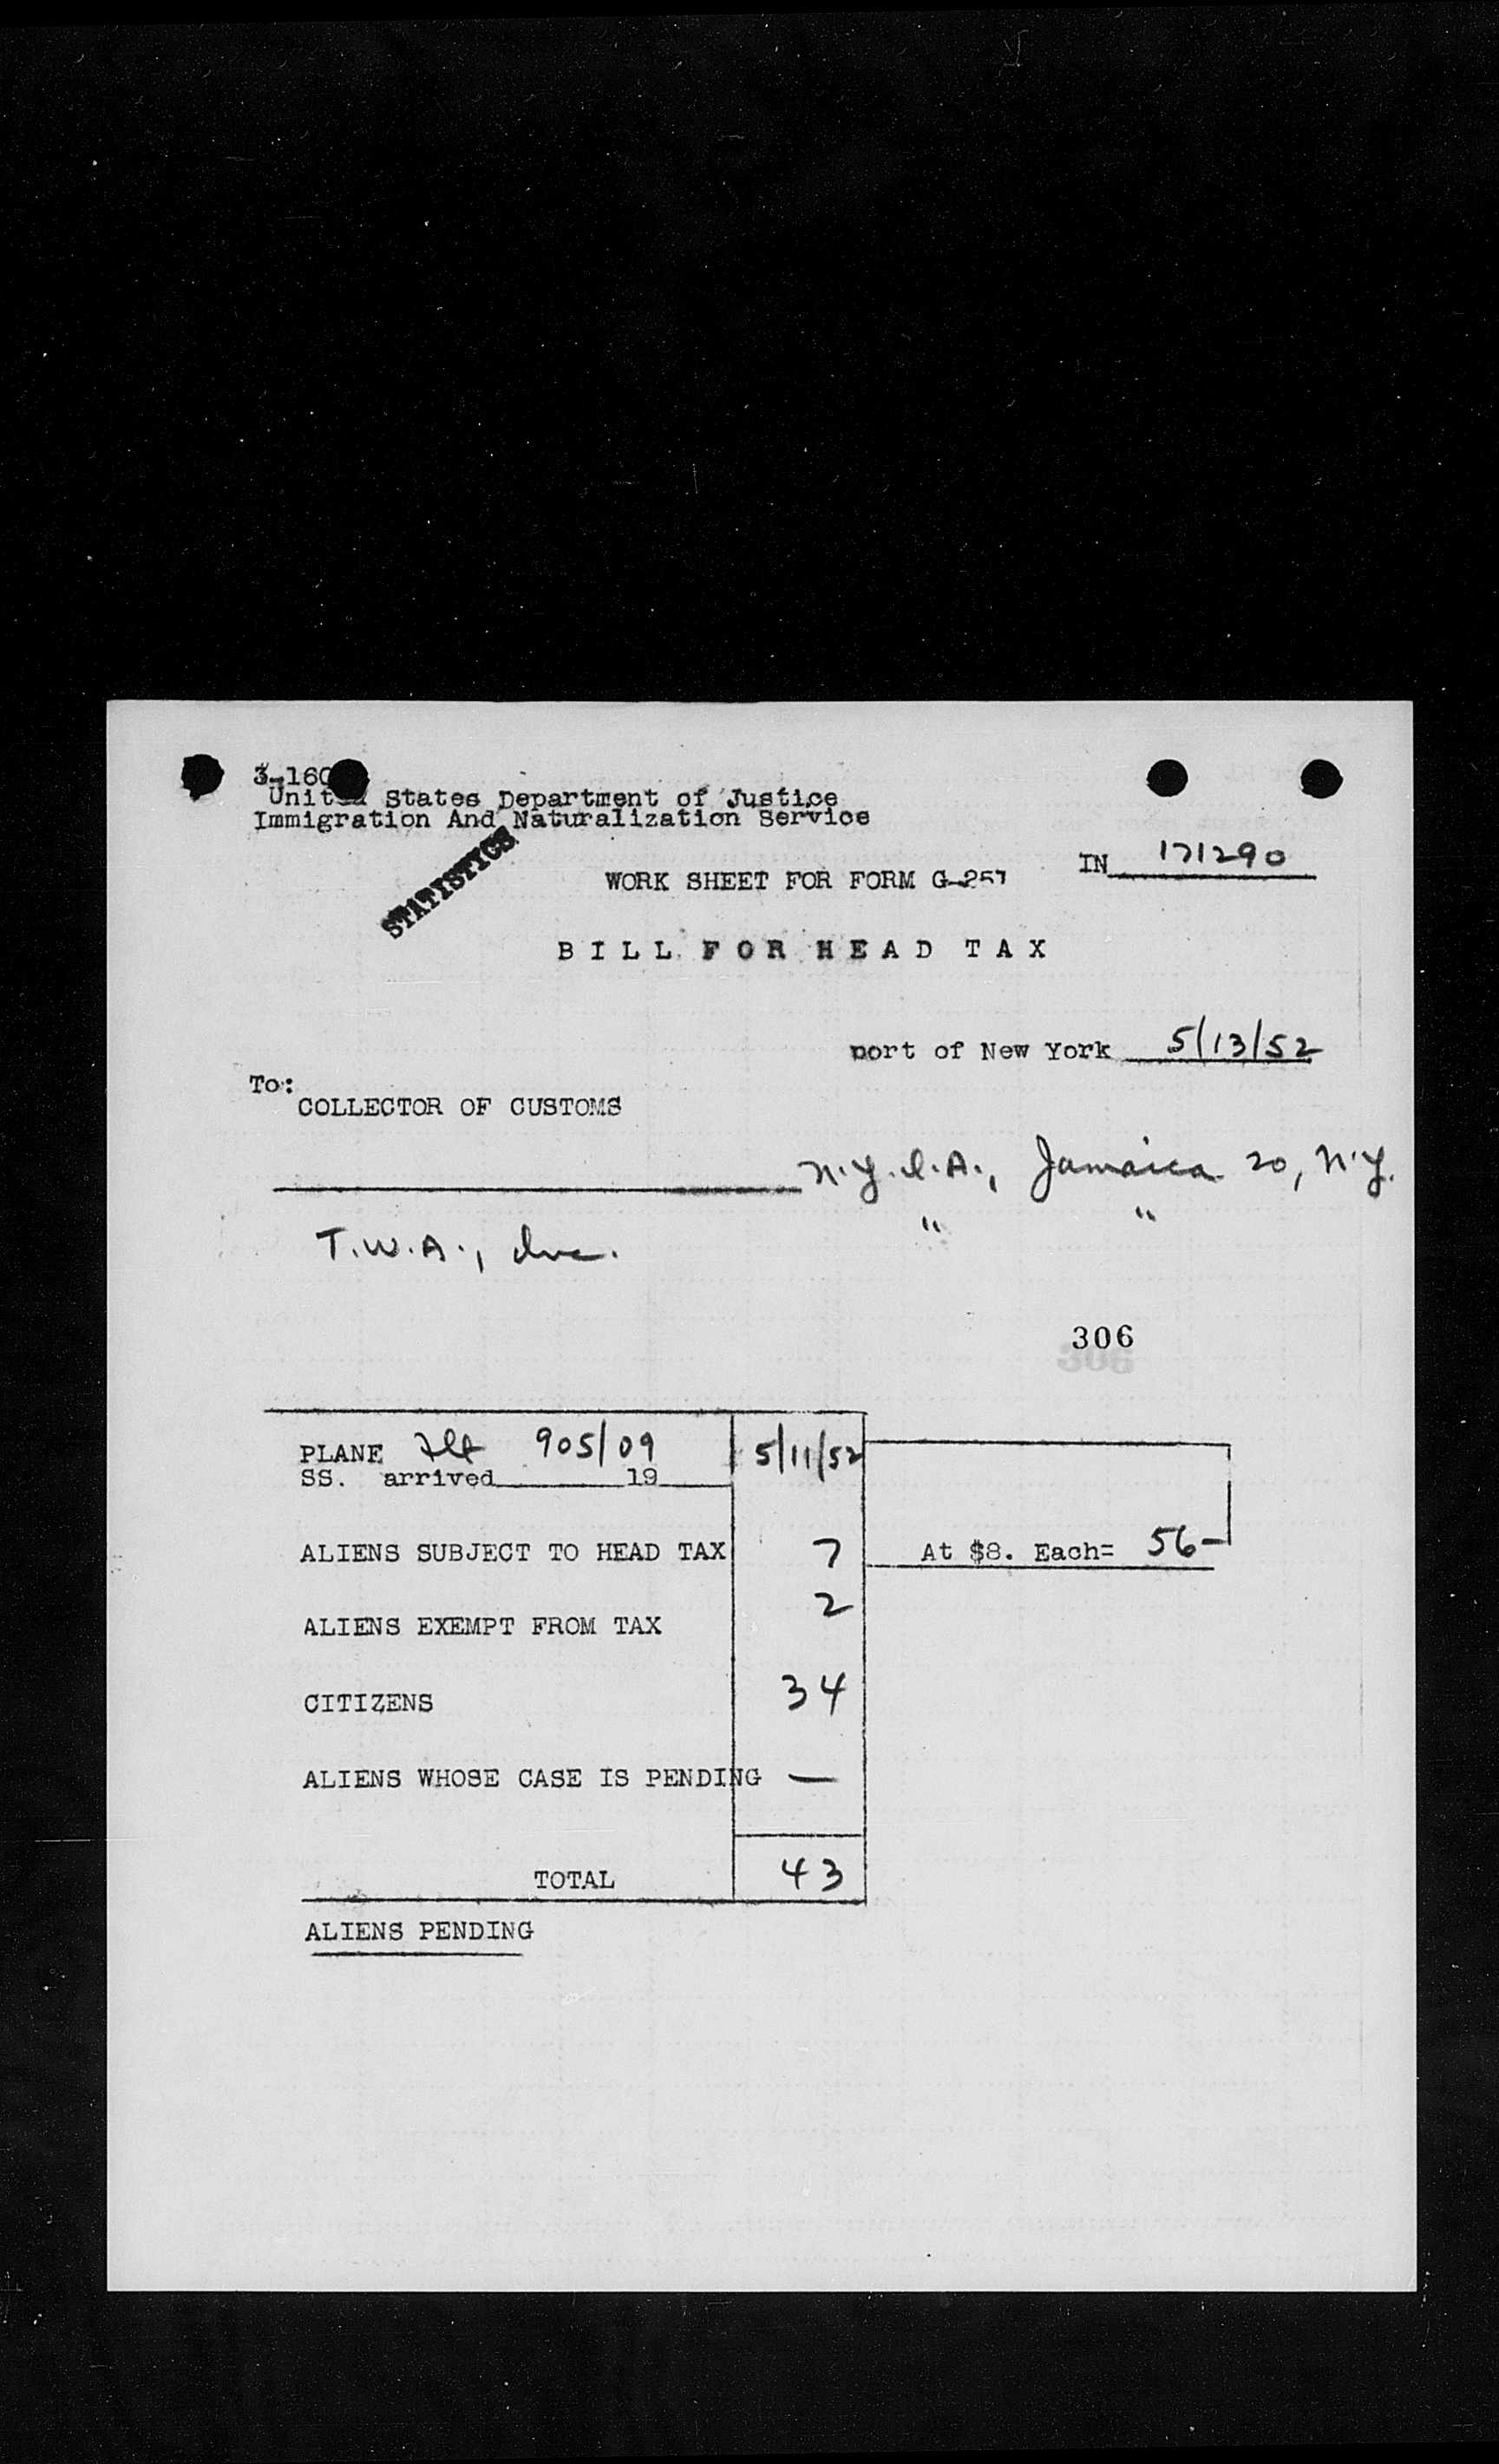 3-160
United States Department of Justice
Immigration And Naturalization Service
STATISTICS
IN 171290
WORK SHEET FOR FORM G-257
BILL FOR HEAD TAX
port of New York 5/13/52
To:
COLLECTOR OF CUSTOMS
N.Y.I.A., Jamaica 20, N.Y.
T.W.A., Inc. " "
306
PLANE Flt 905/09 5/11/52
SS. arrived 19
ALIENS SUBJECT TO HEAD TAX 7 At $8. Each= 56-
ALIENS EXEMPT FROM TAX 2
CITIZENS 34
ALIENS WHOSE CASE IS PENDING —
TOTAL 43
ALIENS PENDING